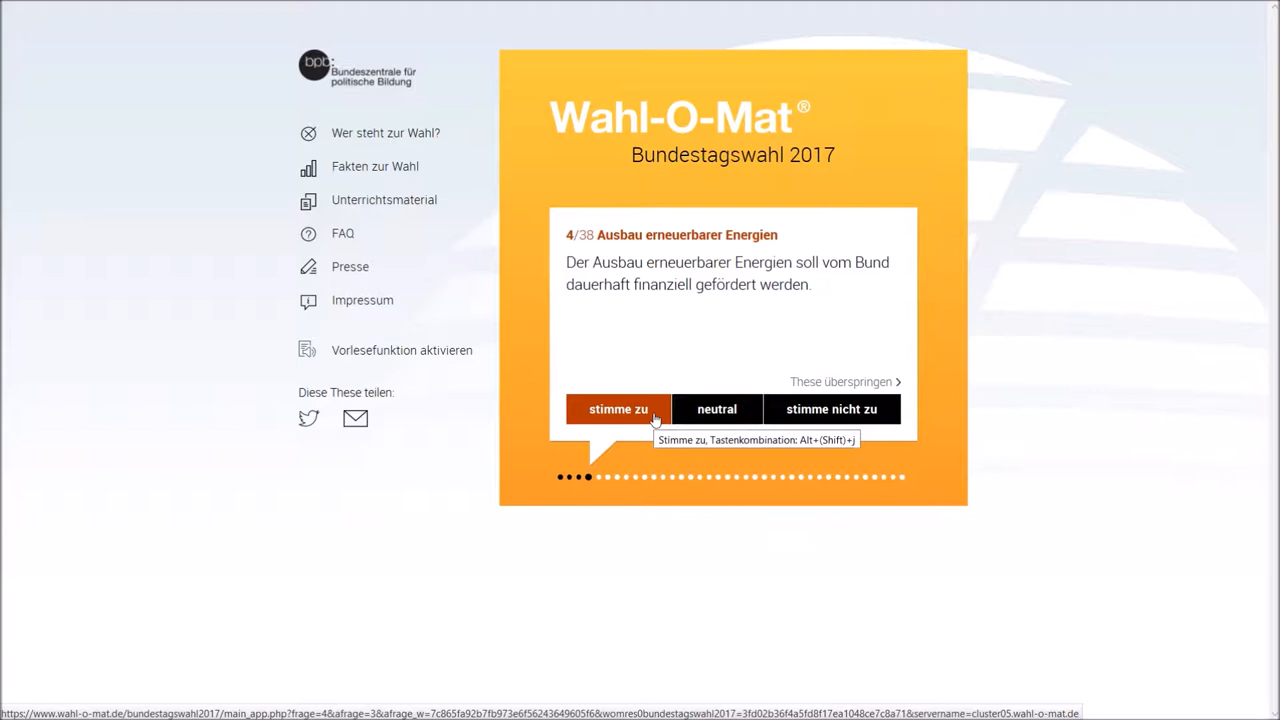 bpb:
Bundeszentrale für
politische Bildung
Wer steht zur Wahl?
Fakten zur Wahl
Unterrichtsmaterial
FAQ
Presse
Impressum
Vorlesefunktion aktivieren
Diese These teilen:
Wahl-O-Mat®
Bundestagswahl 2017
4/38 Ausbau erneuerbarer Energien
Der Ausbau erneuerbarer Energien soll vom Bund
dauerhaft finanziell gefördert werden.
These überspringen
stimme zu neutral stimme nicht zu
Stimme zu, Tastenkombination: Alt+(Shift)+j
https://www.wahl-o-mat.de/bundestagswahl2017/main_app.php?frage=4&afrage=3&afrage_w=7c865fa92b7fb973e6f56243649605f6&womres0bundestagswahl2017=3fd02b36f4a5fd8f17ea1048ce7c8a71&servername=cluster05.wahl-o-mat.de